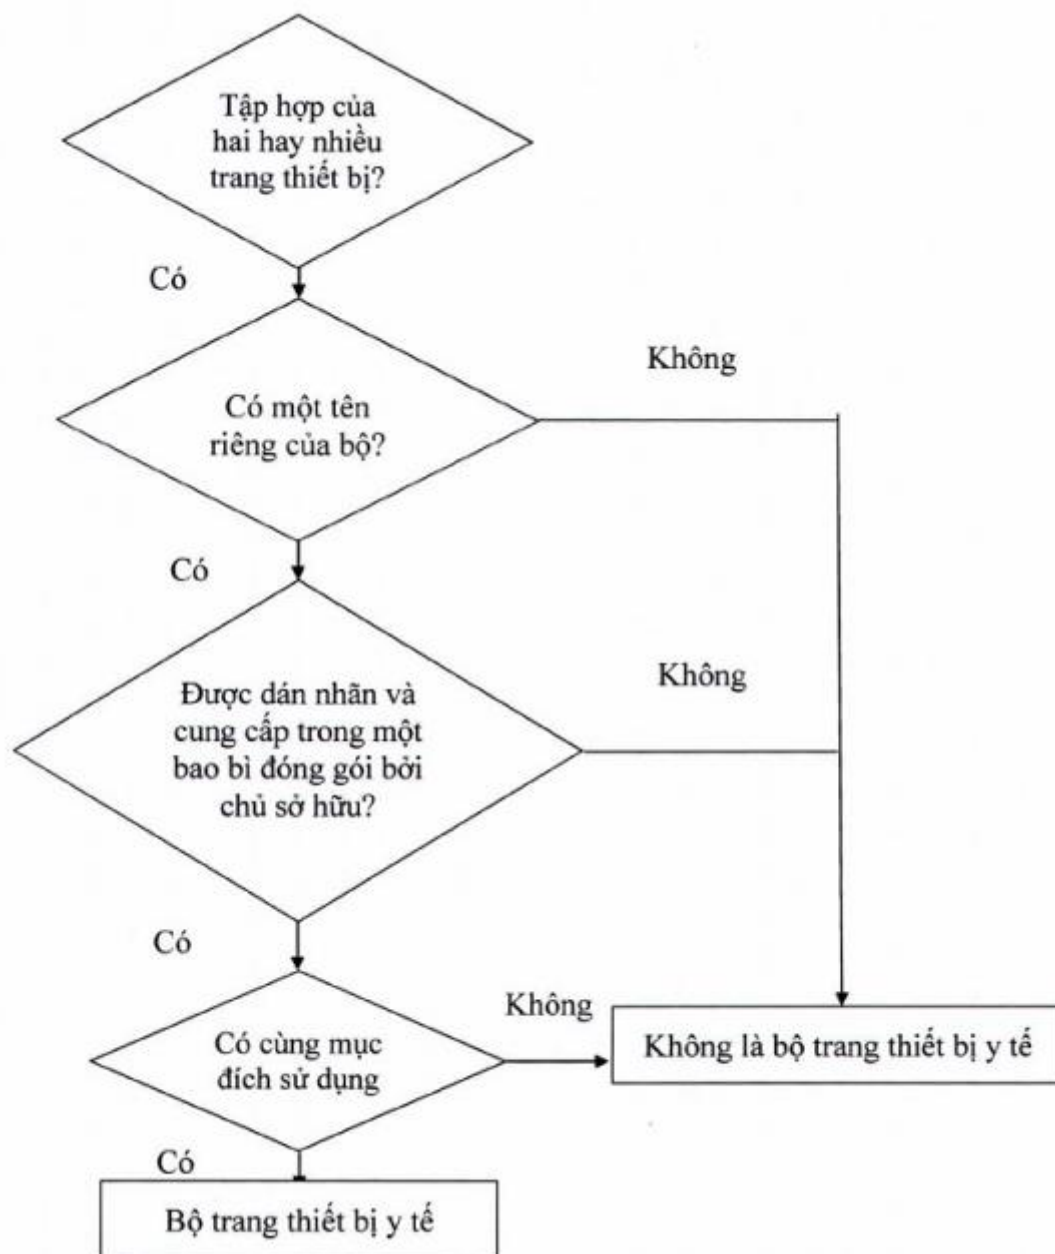 Tập hợp của
hai hay nhiều
trang thiết bị?
Có
Không
Có một tên
riêng của bộ?
Có
Không
Được dán nhãn và
cung cấp trong một
bao bì đóng gói bởi
chủ sở hữu?
Có
Không
Có cùng mục
đích sử dụng
Không là bộ trang thiết bị y tế
Có
Bộ trang thiết bị y tế